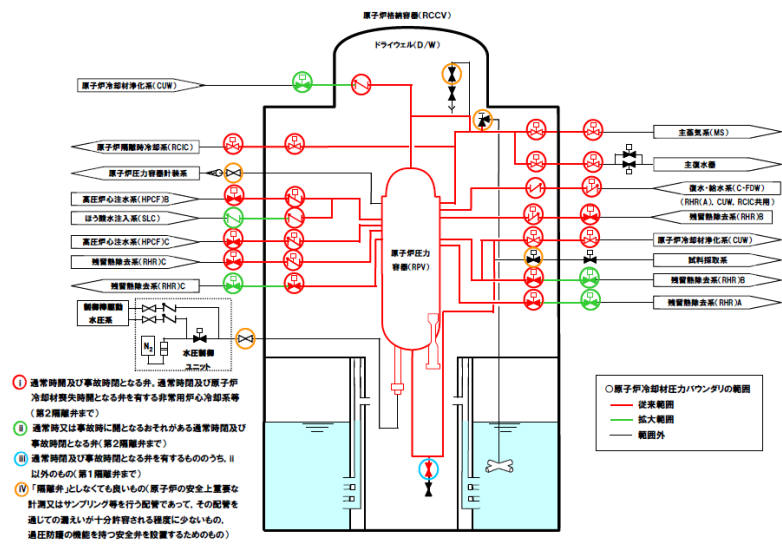 原子炉格納容器(RCCV)
ドライウェル(D/W)
原子炉冷却材浄化系(CUW)
原子炉隔離時冷却系(RCIC)
原子炉圧力容器計装系
高圧炉心注水系(HPCF)B
ほう酸水注入系(SLC)
高圧炉心注水系(HPCF)C
残留熱除去系(RHR)C
残留熱除去系(RHR)C
制御棒駆動
水圧系
N₂
水圧制御
ユニット
原子炉圧力
容器(RPV)
主蒸気系(MS)
主復水器
復水・給水系(C・FDW)
(RHR(A), CUW, RCIC共用)
残留熱除去系(RHR)B
原子炉冷却材浄化系(CUW)
試料採取系
残留熱除去系(RHR)B
残留熱除去系(RHR)A
ⅰ 通常時開及び事故時閉となる弁,通常時閉及び原子炉
冷却材喪失時開となる弁を有する非常用炉心冷却系等
(第2隔離弁まで)
ⅱ 通常時又は事故時に開となるおそれがある通常時閉及び
事故時閉となる弁(第2隔離弁まで)
ⅲ 通常時閉及び事故時閉となる弁を有するもののうち,ⅱ
以外のもの(第1隔離弁まで)
ⅳ 「隔離弁」としなくても良いもの(原子炉の安全上重要な
計測又はサンプリング等を行う配管であって,その配管を
通じての漏えいが十分許容される程度に少ないもの,
過圧防護の機能を持つ安全弁を設置するためのもの)
○原子炉冷却材圧力バウンダリの範囲
従来範囲
拡大範囲
範囲外